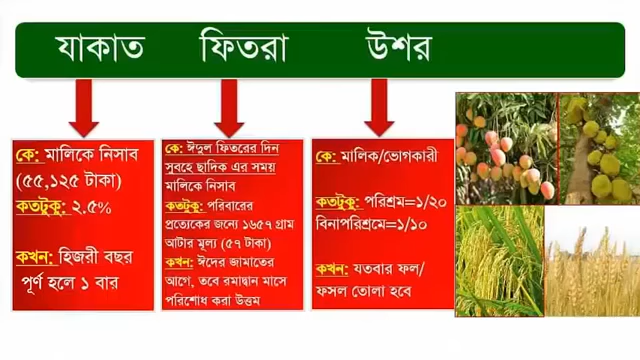 যাকাত ফিতরা উশর
কে: মালিকে নিসাব
(৫৫,১২৫ টাকা)
কতটুকু: ২.৫%
কখন: হিজরী বছর
পূর্ণ হলে ১ বার
কে: ঈদুল ফিতরের দিন
সুবহে ছাদিক এর সময়
মালিকে নিসাব
কতটুকু: পরিবারের
প্রত্যেকের জন্যে ১৬৫৭ গ্রাম
আটার মূল্য (৫৭ টাকা)
কখন: ঈদের জামাতের
আগে, তবে রমাদ্বান মাসে
পরিশোধ করা উত্তম
কে: মালিক/ভোগকারী
কতটুকু: পরিশ্রম=১/২০
বিনাপরিশ্রমে=১/১০
কখন: যতবার ফল/
ফসল তোলা হবে